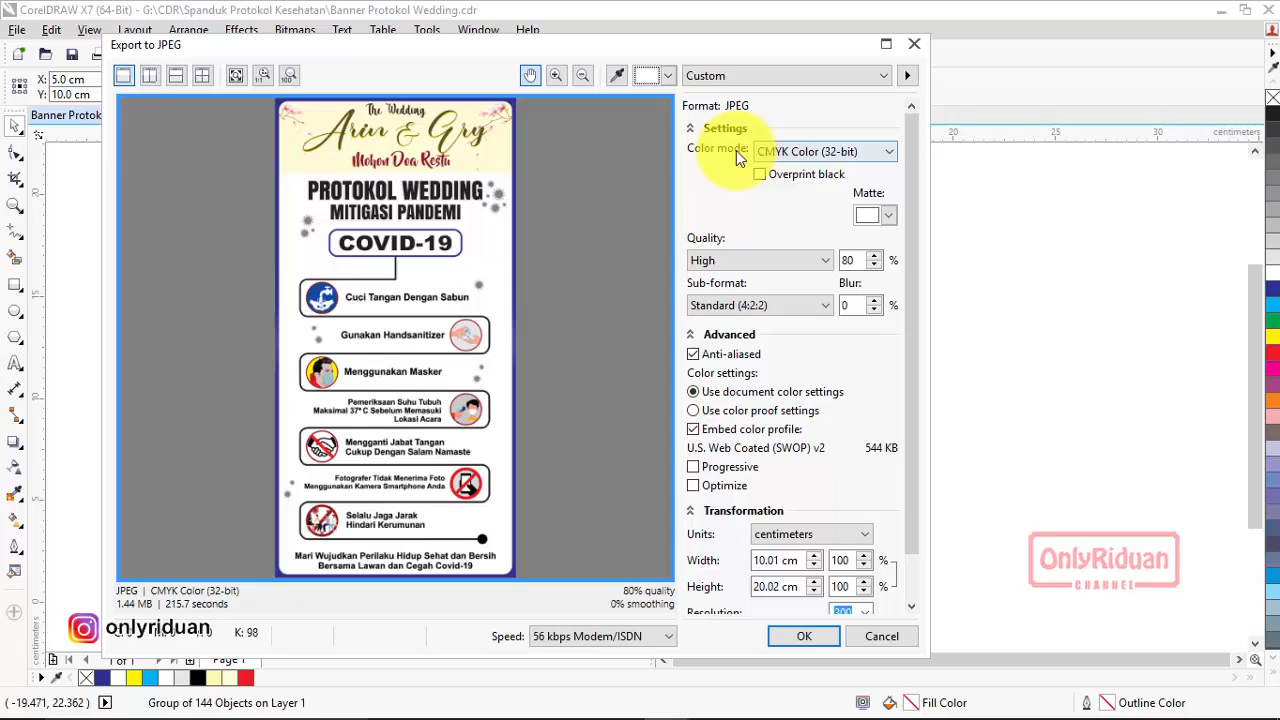 CorelDRAW X7 (64-Bit) - G:\CDR\Spanduk Protokol Kesehatan\Banner Protokol Wedding.cdr
File Edit View Layout Arrange Effects Bitmaps Text Table Tools Window Help
Export to JPEG
X: 5.0 cm
Y: 10.0 cm
Custom
Banner Protok
Format: JPEG
Settings
Color mode: CMYK Color (32-bit)
Overprint black
Matte:
Quality:
High 80 %
Sub-format: Blur:
Standard (4:2:2) 0 %
Advanced
Anti-aliased
Color settings:
Use document color settings
Use color proof settings
Embed color profile:
U.S. Web Coated (SWOP) v2 544 KB
Progressive
Optimize
Transformation
Units: centimeters
Width: 10.01 cm 100 %
Height: 20.02 cm 100 %
Resolution: 300
The Wedding
Arin & Gry
Mohon Doa Restu
PROTOKOL WEDDING
MITIGASI PANDEMI
COVID-19
Cuci Tangan Dengan Sabun
Gunakan Handsanitizer
Menggunakan Masker
Pemeriksaan Suhu Tubuh
Maksimal 37° C Sebelum Memasuki
Lokasi Acara
Mengganti Jabat Tangan
Cukup Dengan Salam Namaste
Fotografer Tidak Menerima Foto
Menggunakan Kamera Smartphone Anda
Selalu Jaga Jarak
Hindari Kerumunan
Mari Wujudkan Perilaku Hidup Sehat dan Bersih
Bersama Lawan dan Cegah Covid-19
20 25 30 centimeters
JPEG | CMYK Color (32-bit) 80% quality
1.44 MB | 215.7 seconds 0% smoothing
onlyriduan
K: 98
Speed: 56 kbps Modem/ISDN
OK Cancel
OnlyRiduan
CHANNEL
1 of 1 Page 1
(-19.471, 22.362) Group of 144 Objects on Layer 1 Fill Color Outline Color